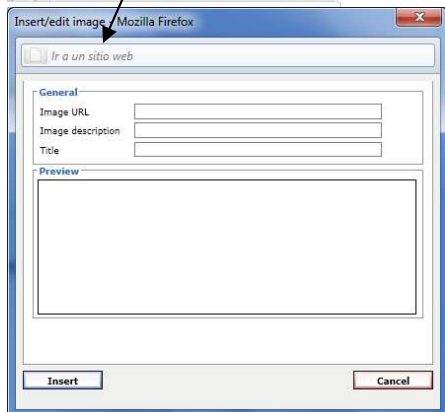 Insert/edit image - Mozilla Firefox
Ir a un sitio web
General
Image URL
Image description
Title
Preview
Insert
Cancel